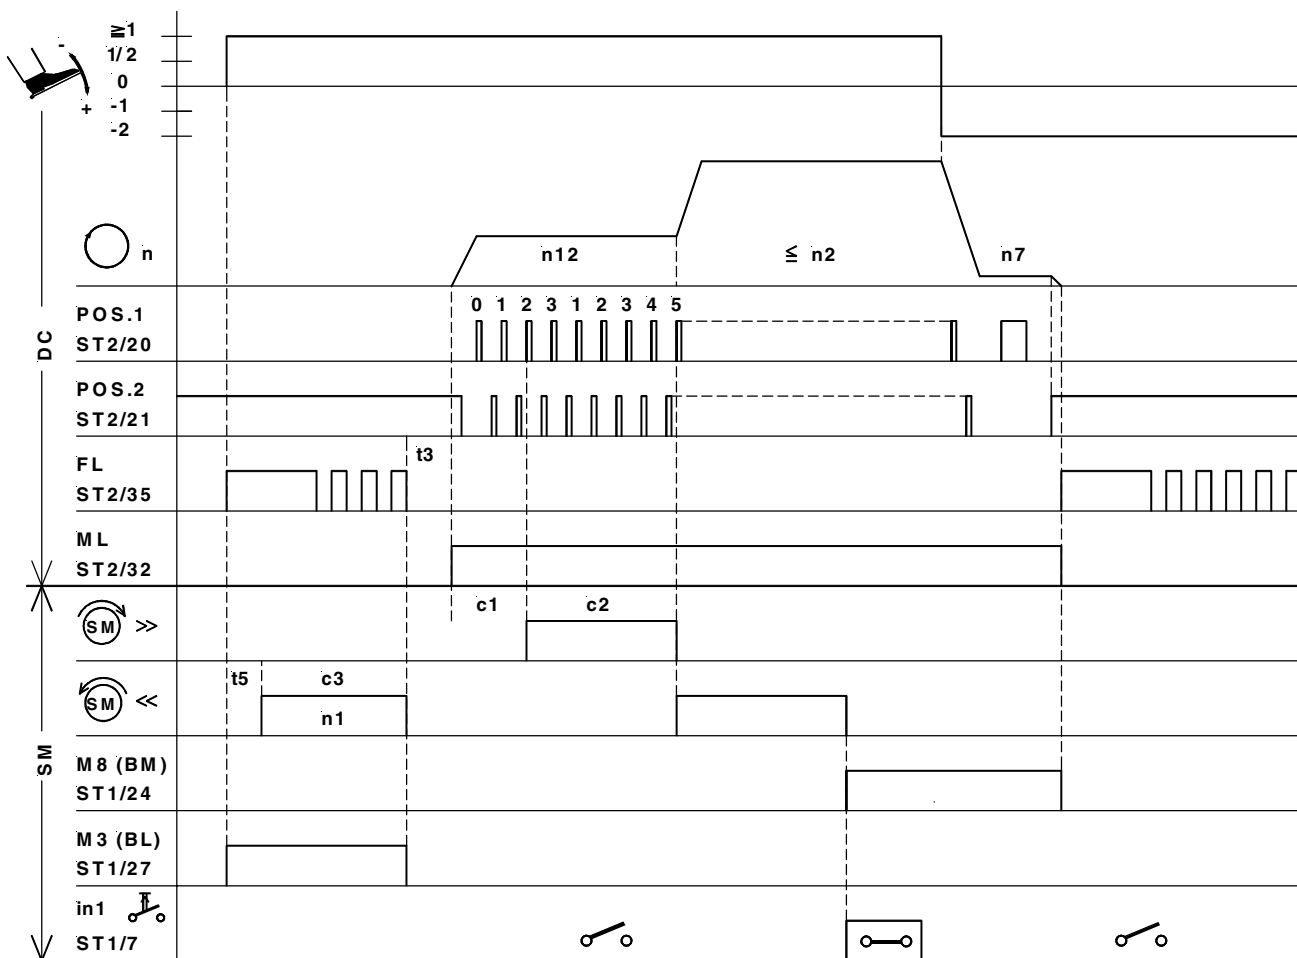 ≧1
1/2
0
-1
-2
-
+
DC
n
n12
≦ n2
n7
POS.1
0 1 2 3 1 2 3 4 5
ST2/20
POS.2
ST2/21
FL
t3
ST2/35
ML
ST2/32
c1
c2
SM >>
t5
c3
SM <<
n1
SM
M8 (BM)
ST1/24
M3 (BL)
ST1/27
in1
ST1/7